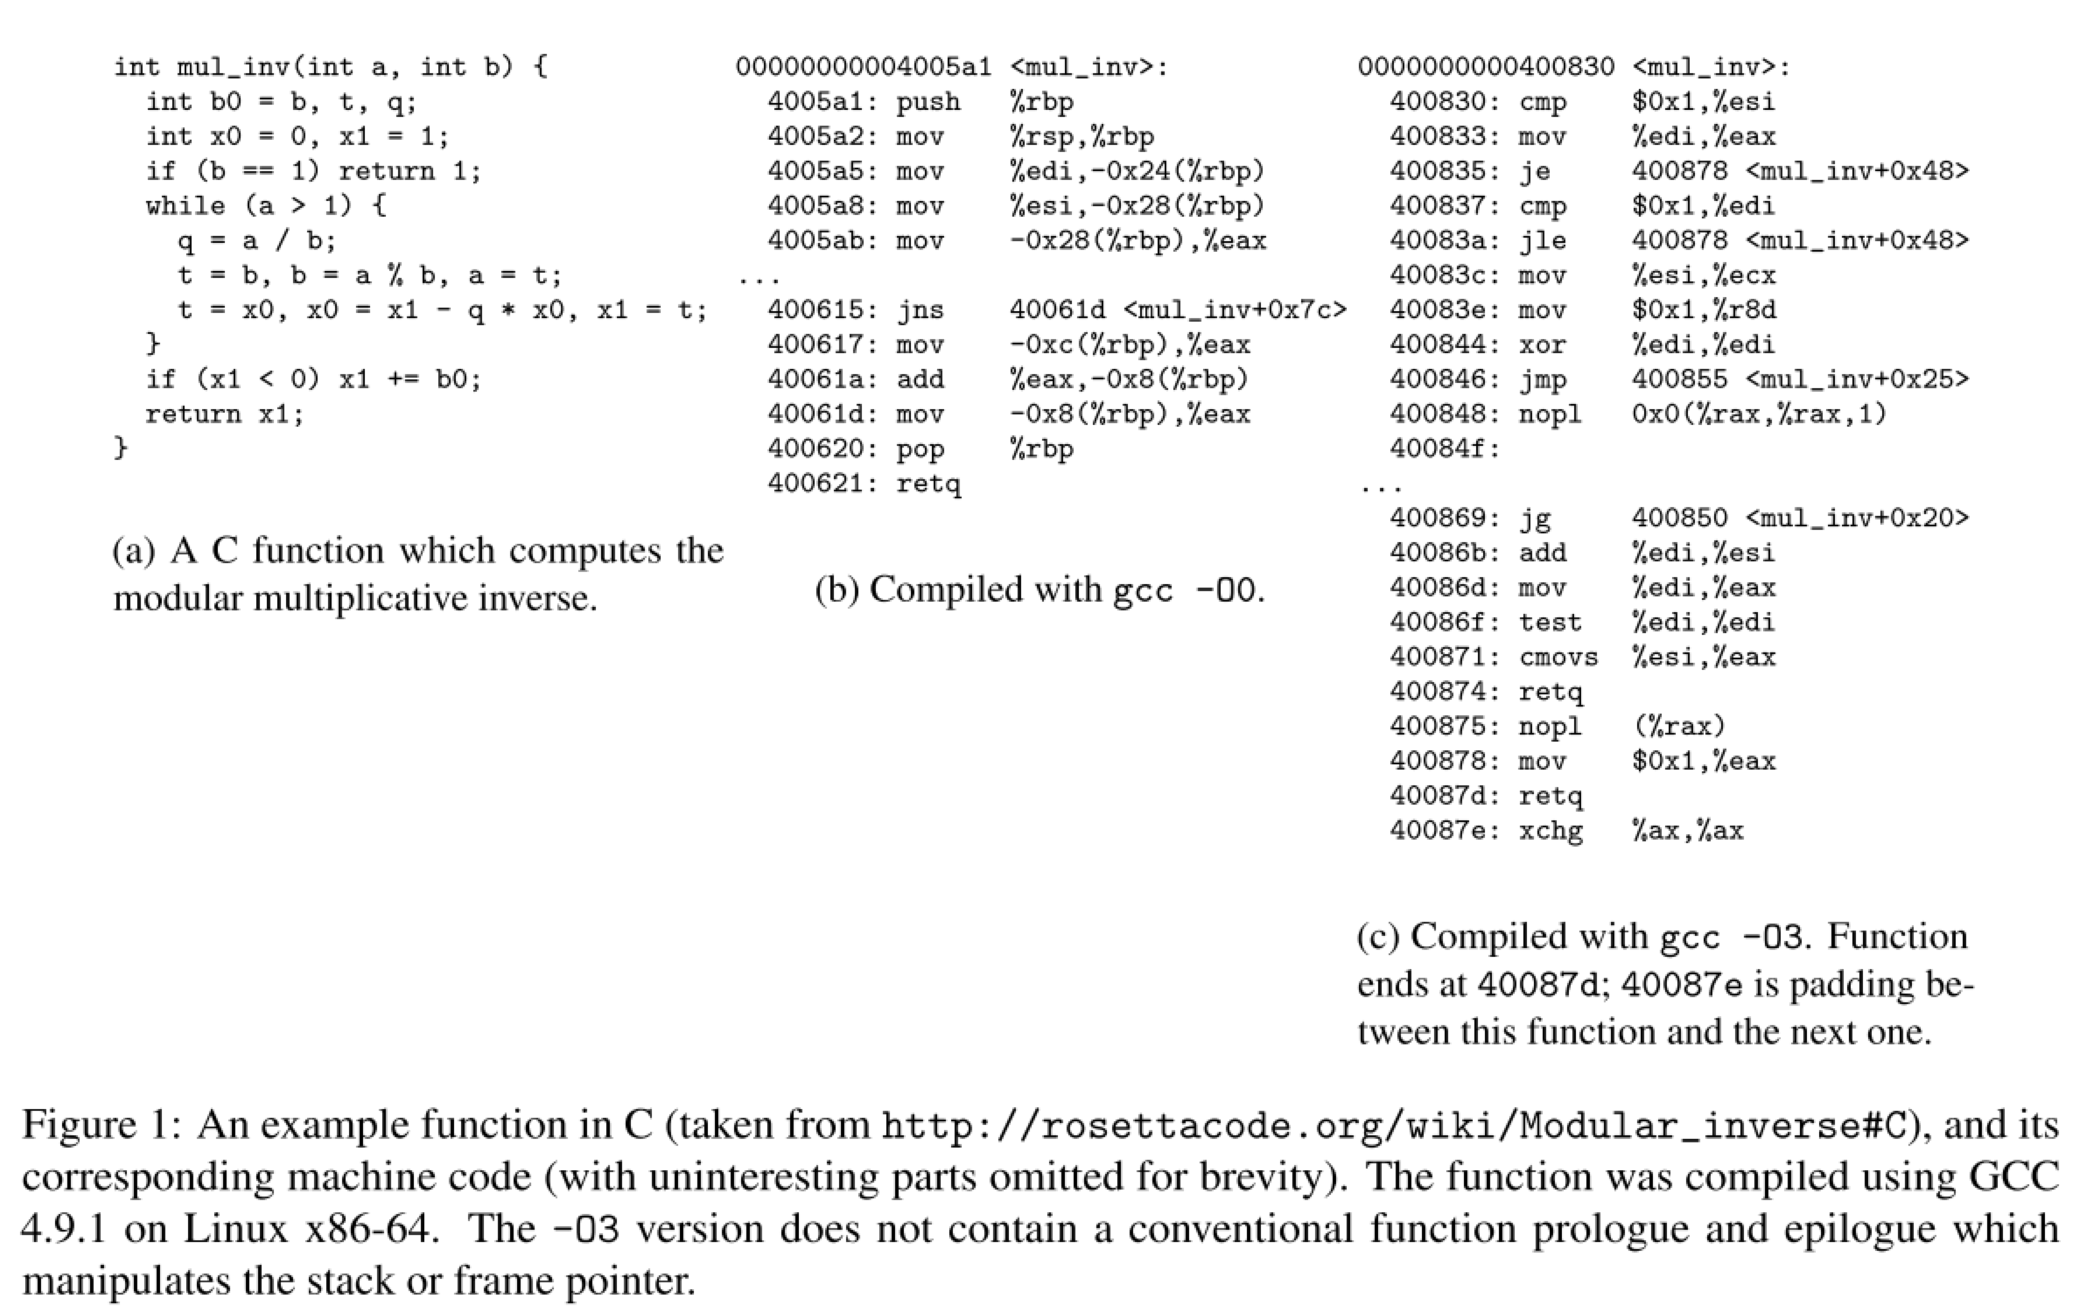 int mul_inv(int a, int b) {
  int b0 = b, t, q;
  int x0 = 0, x1 = 1;
  if (b == 1) return 1;
  while (a > 1) {
    q = a / b;
    t = b, b = a % b, a = t;
    t = x0, x0 = x1 - q * x0, x1 = t;
  }
  if (x1 < 0) x1 += b0;
  return x1;
}
(a) A C function which computes the
modular multiplicative inverse.
00000000004005a1 <mul_inv>:
  4005a1: push   %rbp
  4005a2: mov    %rsp,%rbp
  4005a5: mov    %edi,-0x24(%rbp)
  4005a8: mov    %esi,-0x28(%rbp)
  4005ab: mov    -0x28(%rbp),%eax
...
  400615: jns    40061d <mul_inv+0x7c>
  400617: mov    -0xc(%rbp),%eax
  40061a: add    %eax,-0x8(%rbp)
  40061d: mov    -0x8(%rbp),%eax
  400620: pop    %rbp
  400621: retq
(b) Compiled with gcc -O0.
0000000000400830 <mul_inv>:
  400830: cmp    $0x1,%esi
  400833: mov    %edi,%eax
  400835: je     400878 <mul_inv+0x48>
  400837: cmp    $0x1,%edi
  40083a: jle    400878 <mul_inv+0x48>
  40083c: mov    %esi,%ecx
  40083e: mov    $0x1,%r8d
  400844: xor    %edi,%edi
  400846: jmp    400855 <mul_inv+0x25>
  400848: nopl   0x0(%rax,%rax,1)
  40084f:
...
  400869: jg     400850 <mul_inv+0x20>
  40086b: add    %edi,%esi
  40086d: mov    %edi,%eax
  40086f: test   %edi,%edi
  400871: cmovs  %esi,%eax
  400874: retq
  400875: nopl   (%rax)
  400878: mov    $0x1,%eax
  40087d: retq
  40087e: xchg   %ax,%ax
(c) Compiled with gcc -O3. Function
ends at 40087d; 40087e is padding be-
tween this function and the next one.
Figure 1: An example function in C (taken from http://rosettacode.org/wiki/Modular_inverse#C), and its
corresponding machine code (with uninteresting parts omitted for brevity). The function was compiled using GCC
4.9.1 on Linux x86-64. The -O3 version does not contain a conventional function prologue and epilogue which
manipulates the stack or frame pointer.